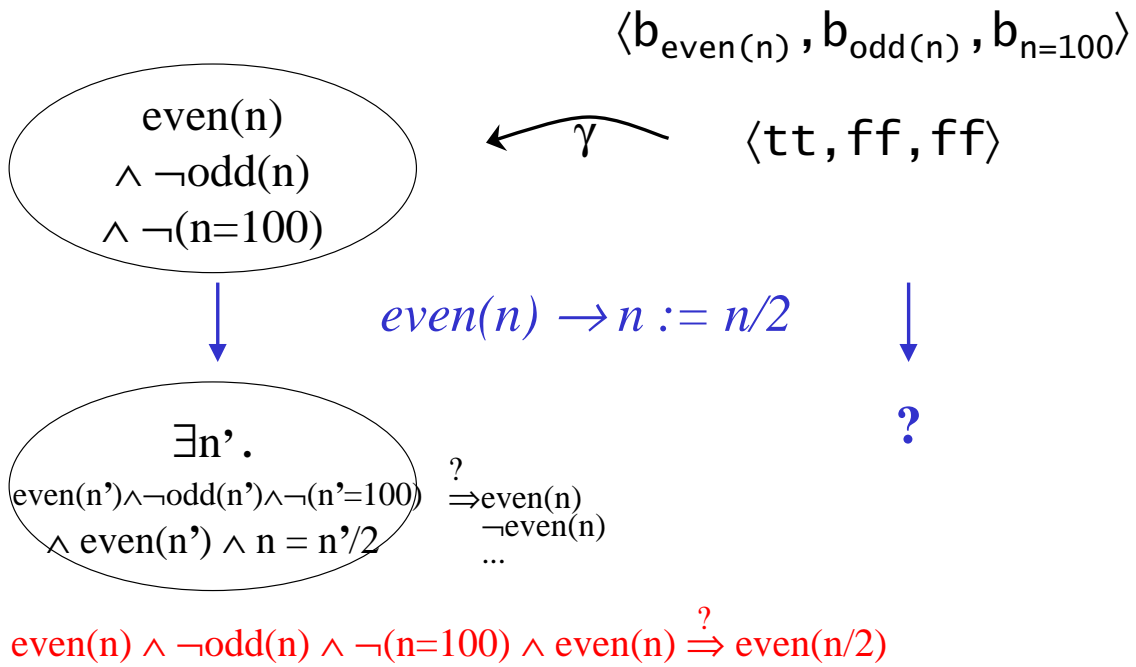 ⟨b_even(n) , b_odd(n) , b_n=100⟩
even(n)
∧ ¬odd(n)
∧ ¬(n=100)
γ
⟨tt,ff,ff⟩
even(n) → n := n/2
∃n’.
even(n’)∧¬odd(n’)∧¬(n’=100)
∧ even(n’) ∧ n = n’/2
?
⇒even(n)
¬even(n)
...
?
?
even(n) ∧ ¬odd(n) ∧ ¬(n=100) ∧ even(n) ⇒ even(n/2)